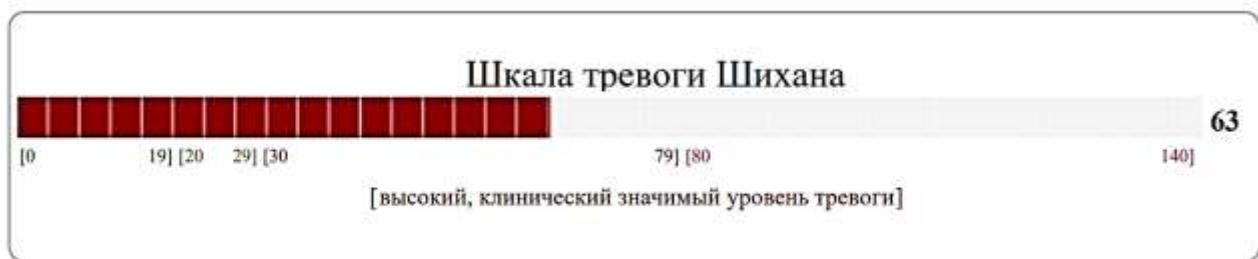 Шкала тревоги Шихана
63
[0 19] [20 29] [30 79] [80 140]
[высокий, клинический значимый уровень тревоги]